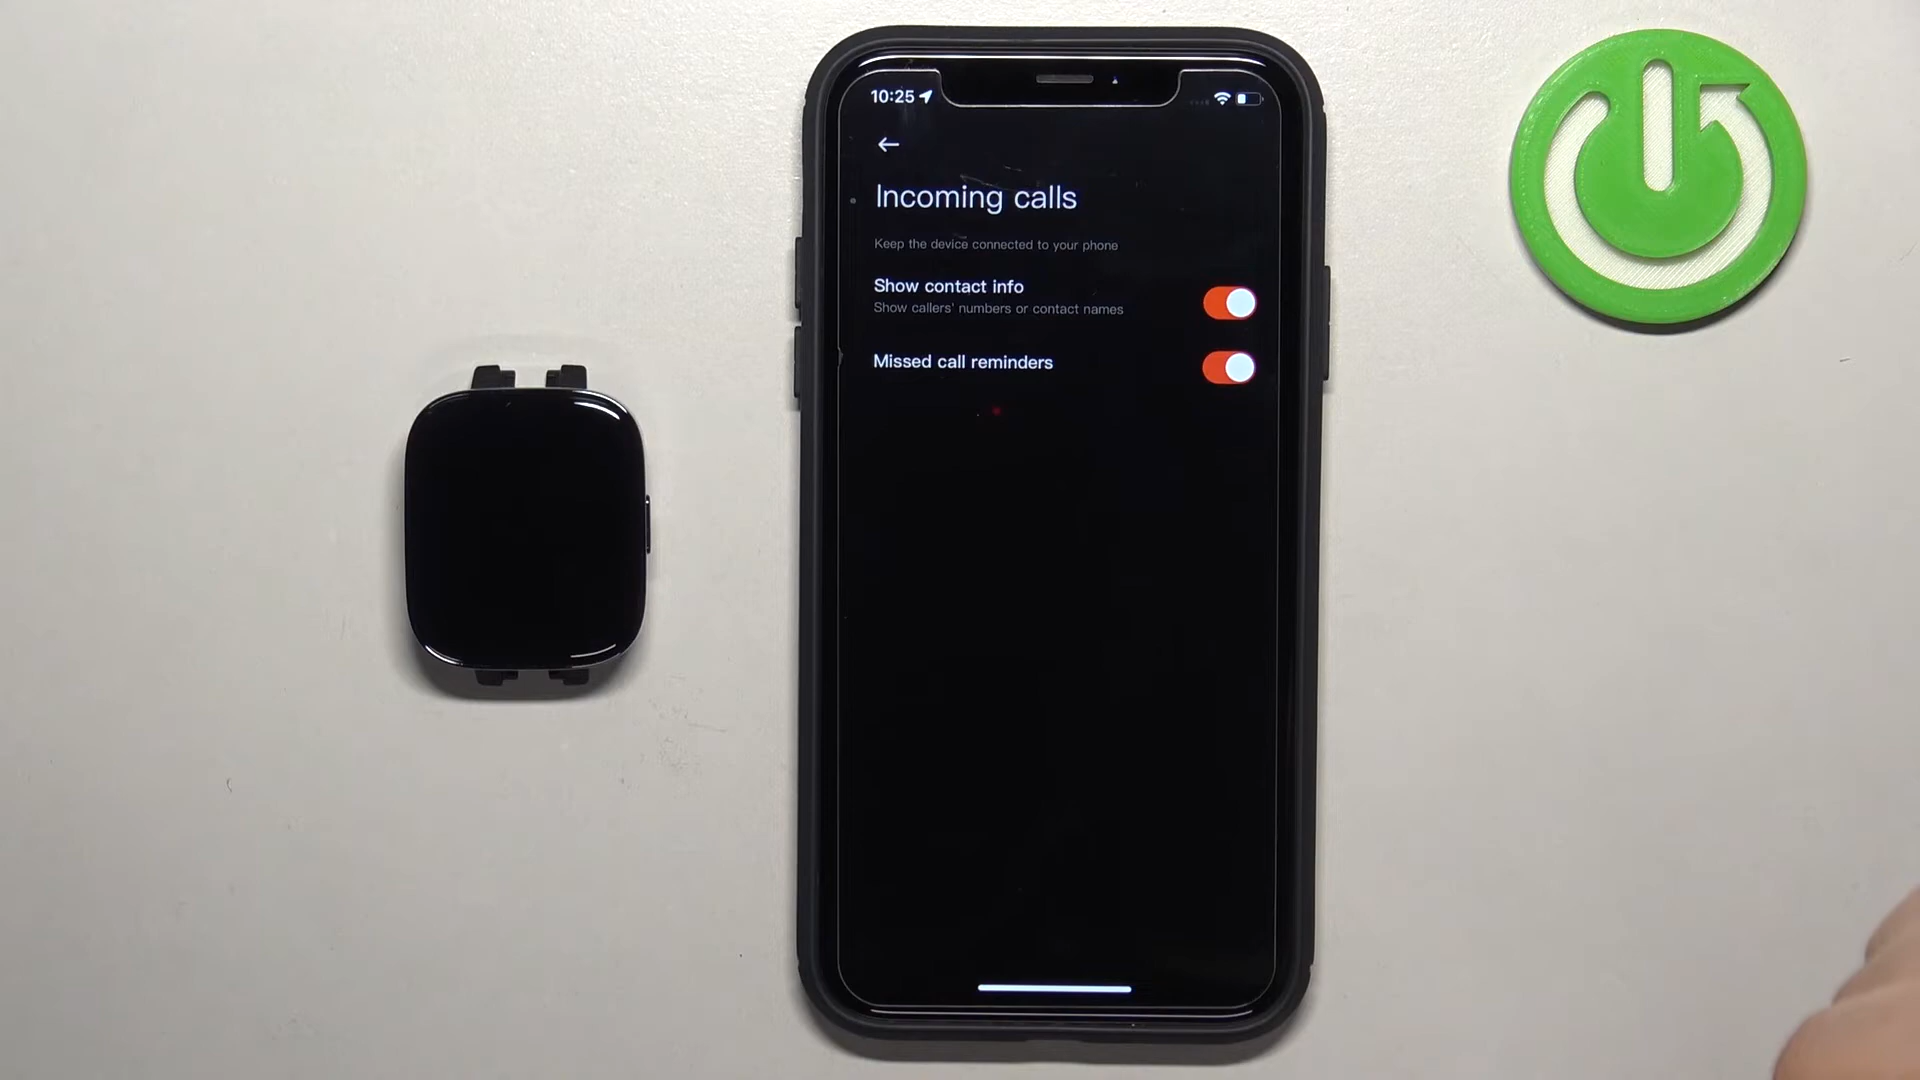 10:25
Incoming calls
Keep the device connected to your phone
Show contact info
Show callers' numbers or contact names
Missed call reminders